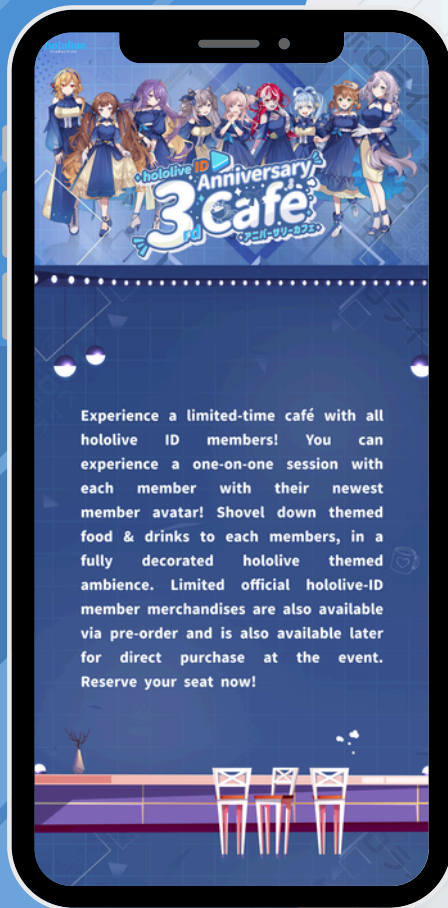 hololive
hololive ID
Anniversary
3rd Café
アニバーサリーカフェ
Experience a limited-time café with all
hololive ID members! You can
experience a one-on-one session with
each member with their newest
member avatar! Shovel down themed
food & drinks to each members, in a
fully decorated hololive themed
ambience. Limited official hololive-ID
member merchandises are also available
via pre-order and is also available later
for direct purchase at the event.
Reserve your seat now!